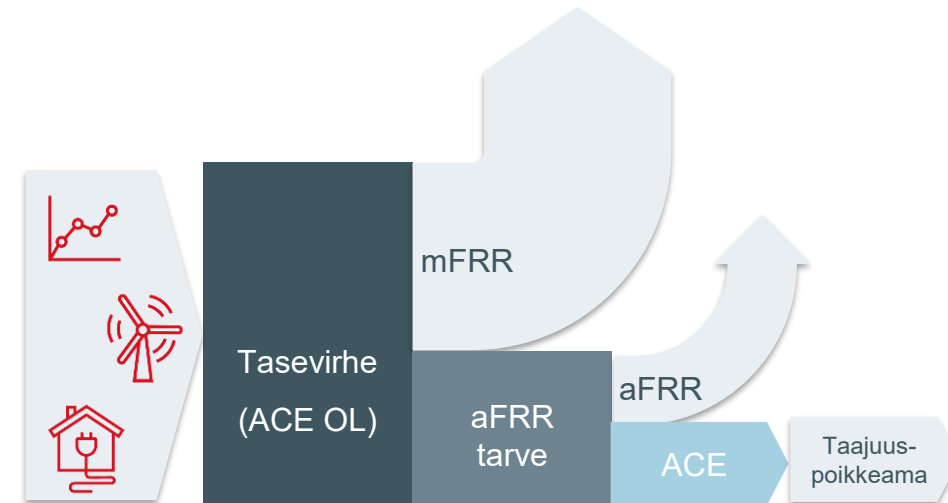 mFRR
Tasevirhe
(ACE OL)
aFRR
tarve
aFRR
ACE
Taajuus-
poikkeama